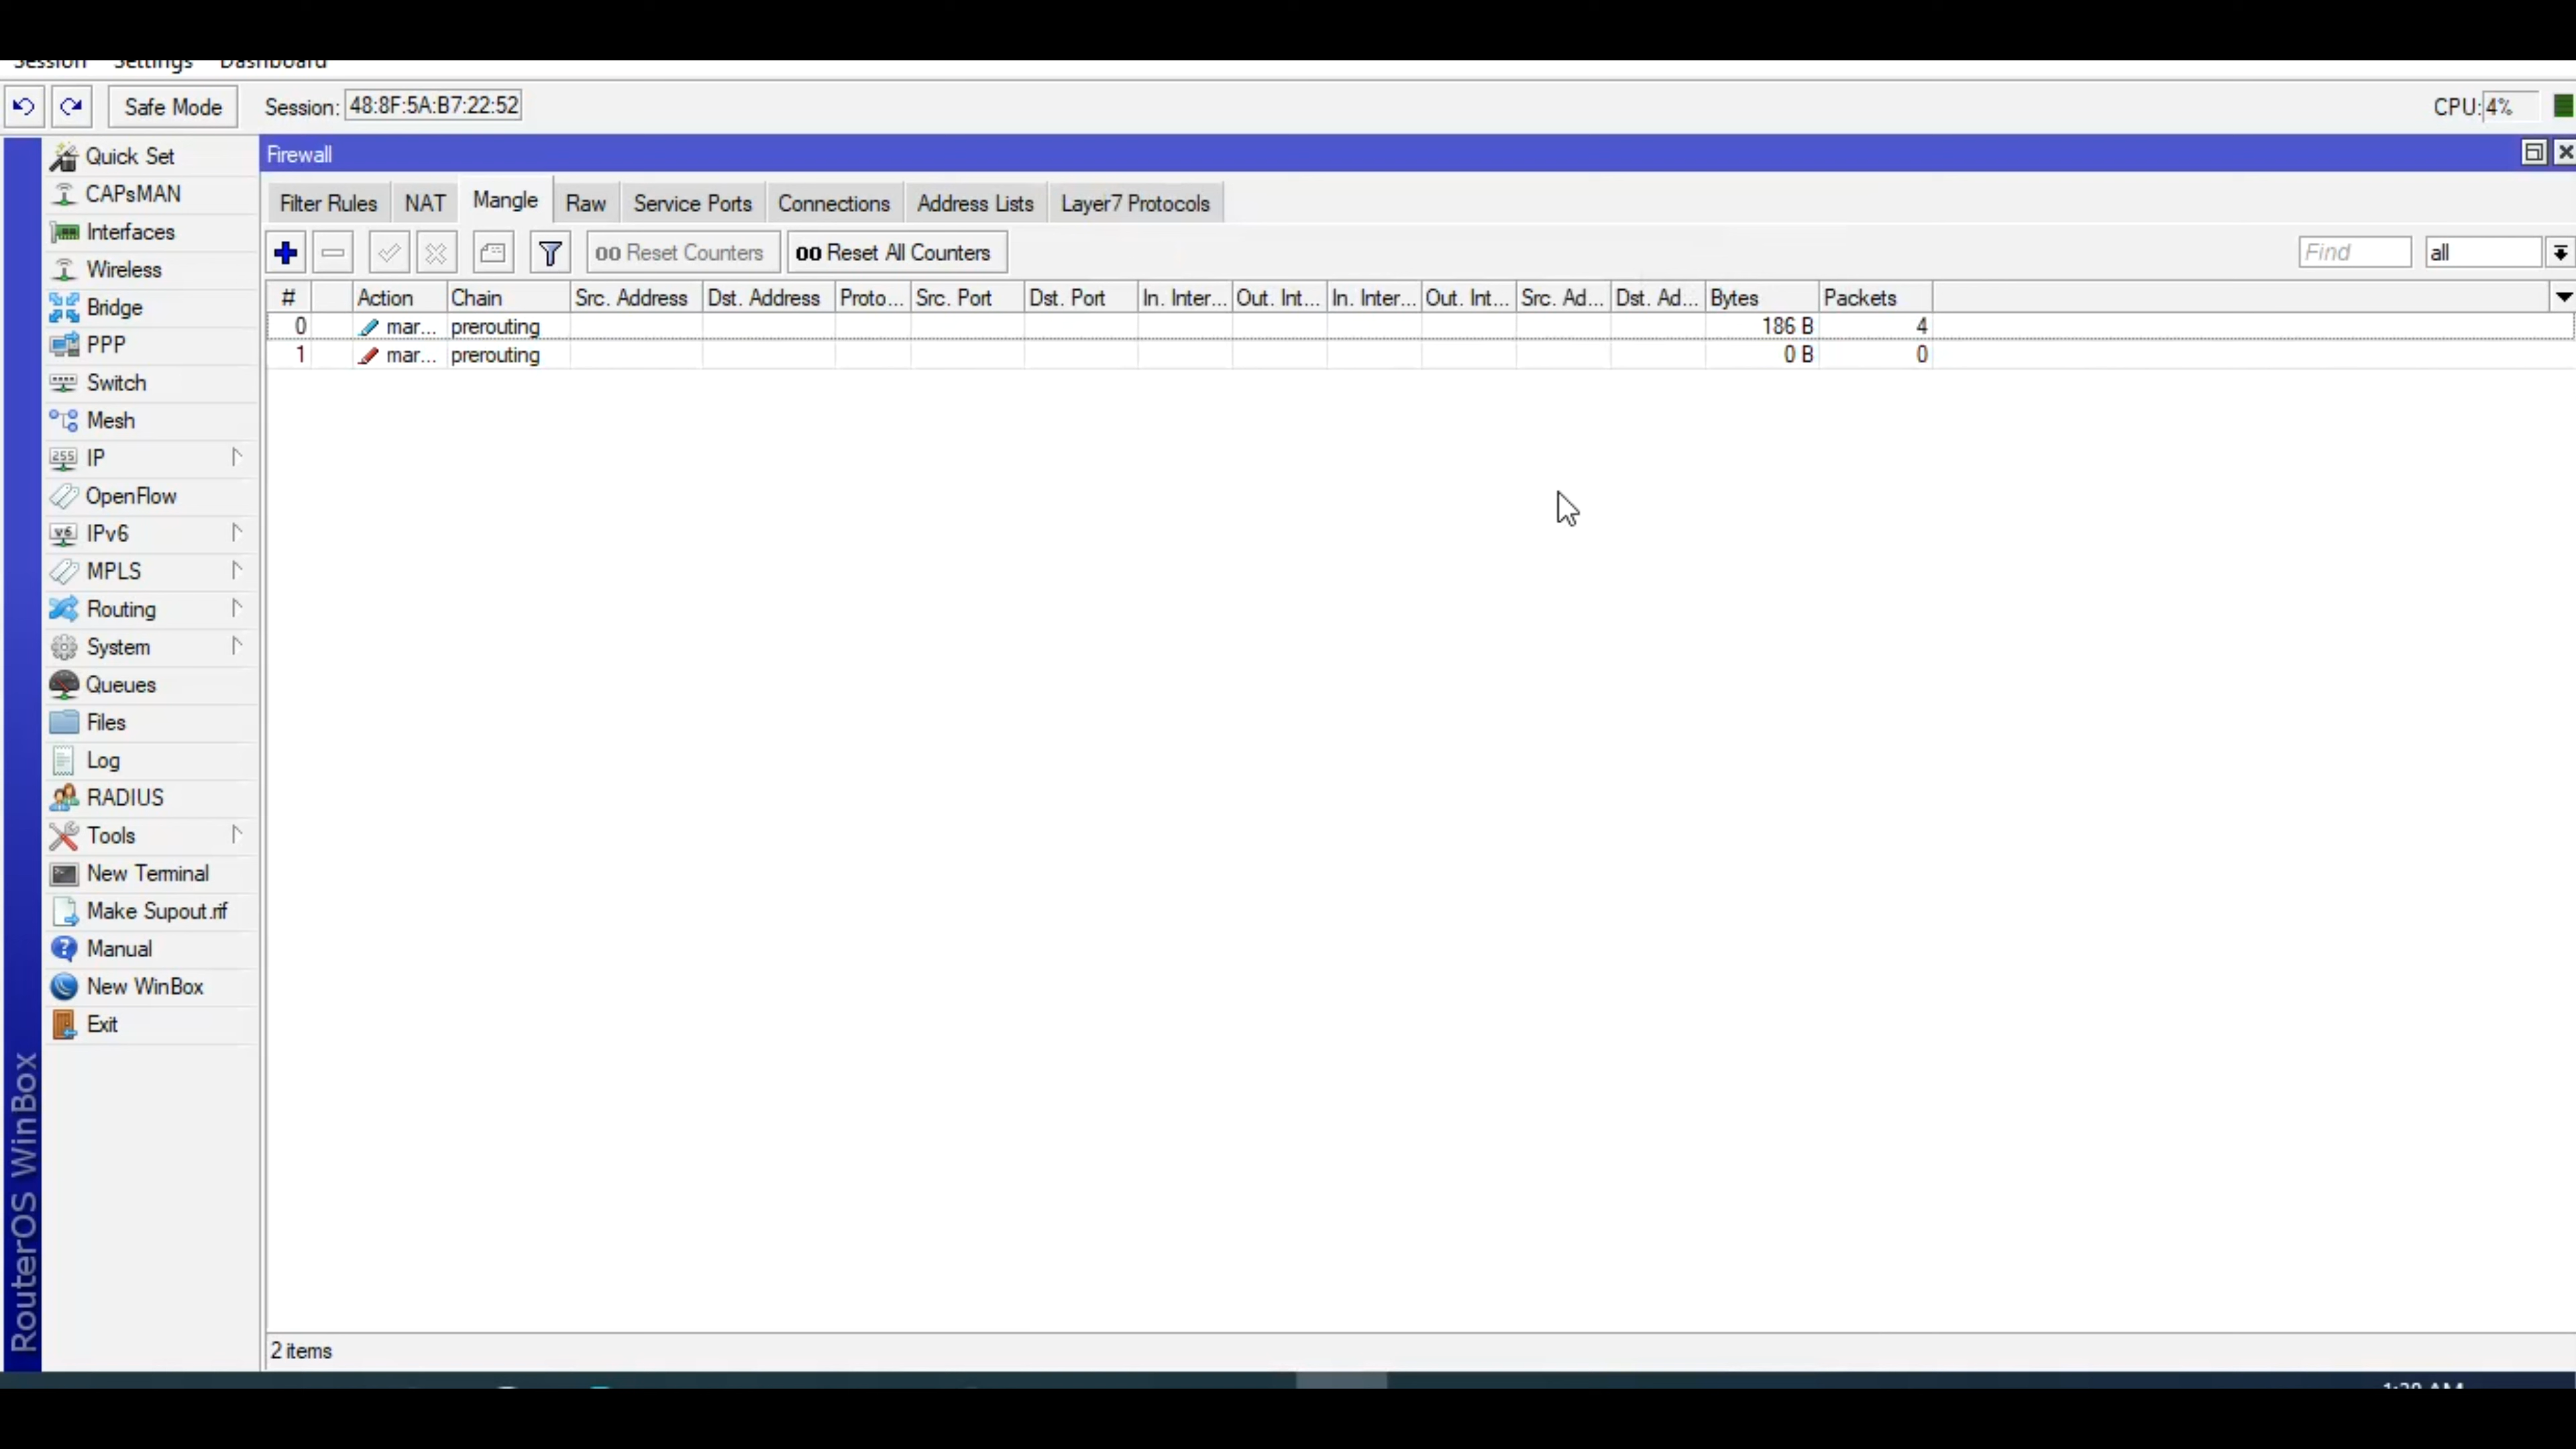 Session Settings Dashboard
Safe Mode Session: 48:8F:5A:B7:22:52 CPU: 4%
Quick Set
CAPsMAN
Interfaces
Wireless
Bridge
PPP
Switch
Mesh
255 IP
OpenFlow
v6 IPv6
MPLS
Routing
System
Queues
Files
Log
RADIUS
Tools
New Terminal
Make Supout.rif
Manual
New WinBox
Exit
RouterOS WinBox
Firewall
Filter Rules NAT Mangle Raw Service Ports Connections Address Lists Layer7 Protocols
00 Reset Counters 00 Reset All Counters Find all
# Action Chain Src. Address Dst. Address Proto... Src. Port Dst. Port In. Inter... Out. Int... In. Inter... Out. Int... Src. Ad... Dst. Ad... Bytes Packets
0 mar... prerouting 186 B 4
1 mar... prerouting 0 B 0
2 items